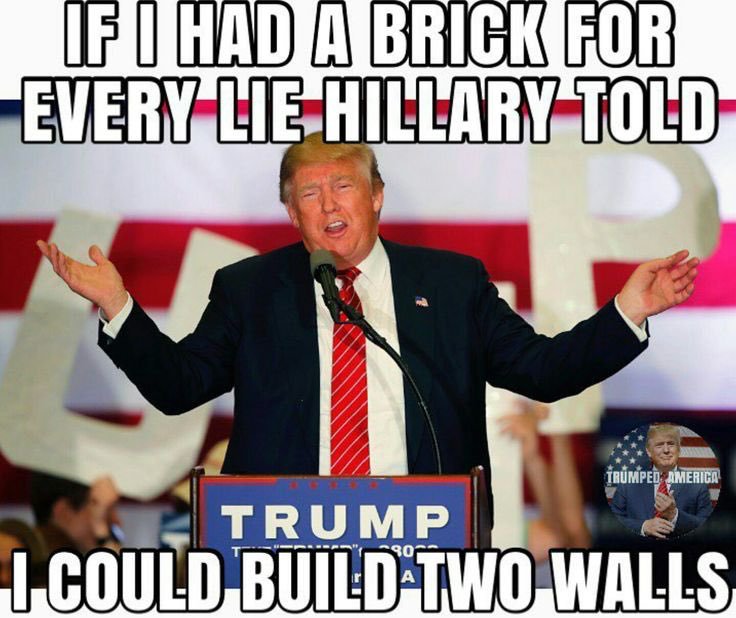 IF I HAD A BRICK FOR
EVERY LIE HILLARY TOLD
TRUMPED AMERICA
TRUMP
I COULD BUILD TWO WALLS